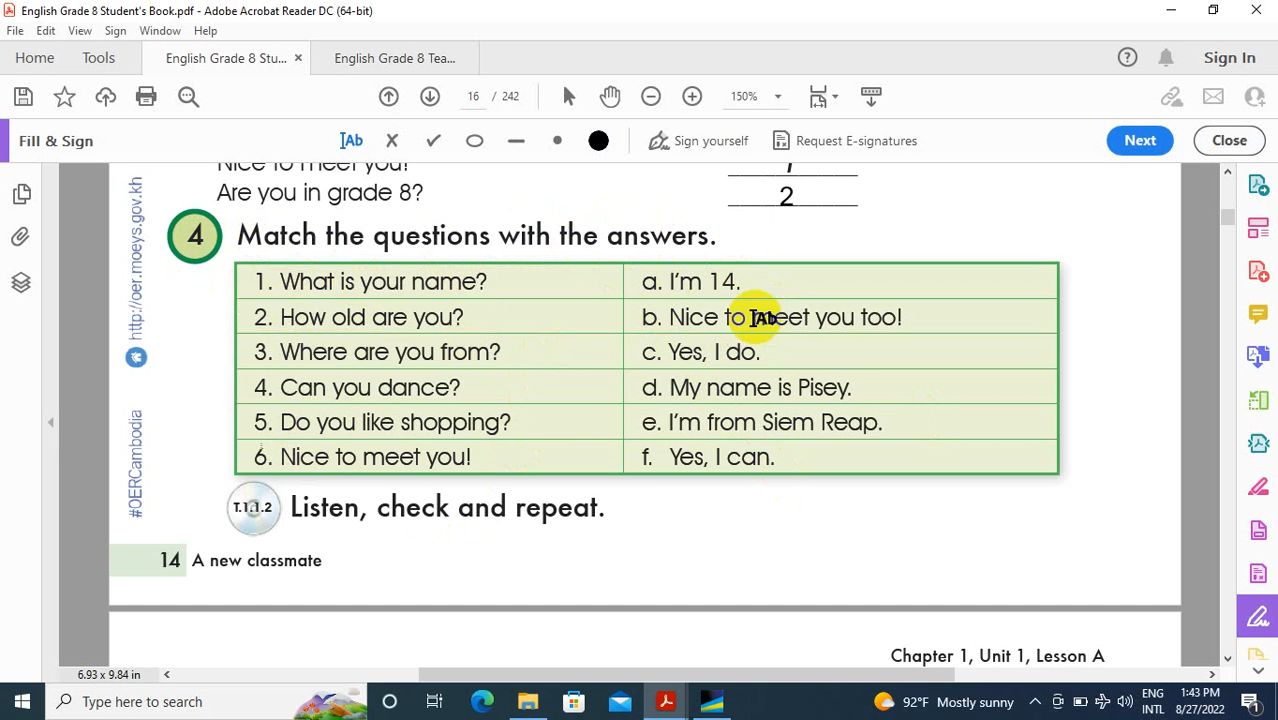 English Grade 8 Student's Book.pdf - Adobe Acrobat Reader DC (64-bit)
File Edit View Sign Window Help
Home Tools English Grade 8 Stu... × English Grade 8 Tea... Sign In
16 / 242 150%
Fill & Sign Ab Sign yourself Request E-signatures Next Close
Nice to meet you! 1
Are you in grade 8? 2
4 Match the questions with the answers.
1. What is your name? a. I'm 14.
2. How old are you? b. Nice to meet you too!
3. Where are you from? c. Yes, I do.
4. Can you dance? d. My name is Pisey.
5. Do you like shopping? e. I'm from Siem Reap.
6. Nice to meet you! f. Yes, I can.
T.1.1.2 Listen, check and repeat.
14 A new classmate
#OERCambodia http://oer.moeys.gov.kh
Chapter 1, Unit 1, Lesson A
6.93 x 9.84 in
Type here to search 92°F Mostly sunny ENG INTL 1:43 PM 8/27/2022